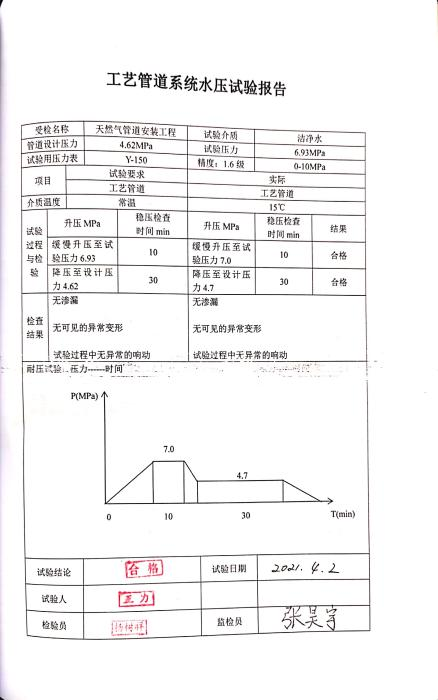 工艺管道系统水压试验报告
受检名称 天然气管道安装工程 试验介质 洁净水
管道设计压力 4.62MPa 试验压力 6.93MPa
试验用压力表 Y-150 精度：1.6 级 0-10MPa
项目 试验要求 实际
工艺管道 工艺管道
介质温度 常温 15℃
试验过程与检验 升压 MPa 稳压检查时间 min 升压 MPa 稳压检查时间 min 结果
缓慢升压至试验压力 6.93 10 缓慢升压至试验压力 7.0 10 合格
降压至设计压力 4.62 30 降压至设计压力 4.7 30 合格
检查结果
无渗漏 无渗漏
无可见的异常变形 无可见的异常变形
试验过程中无异常的响动 试验过程中无异常的响动
耐压试验 压力------时间
P(MPa)
7.0
4.7
0 10 30 T(min)
试验结论 合格 试验日期 2021.4.2
试验人 王力
检验员 监检员 张昊宇